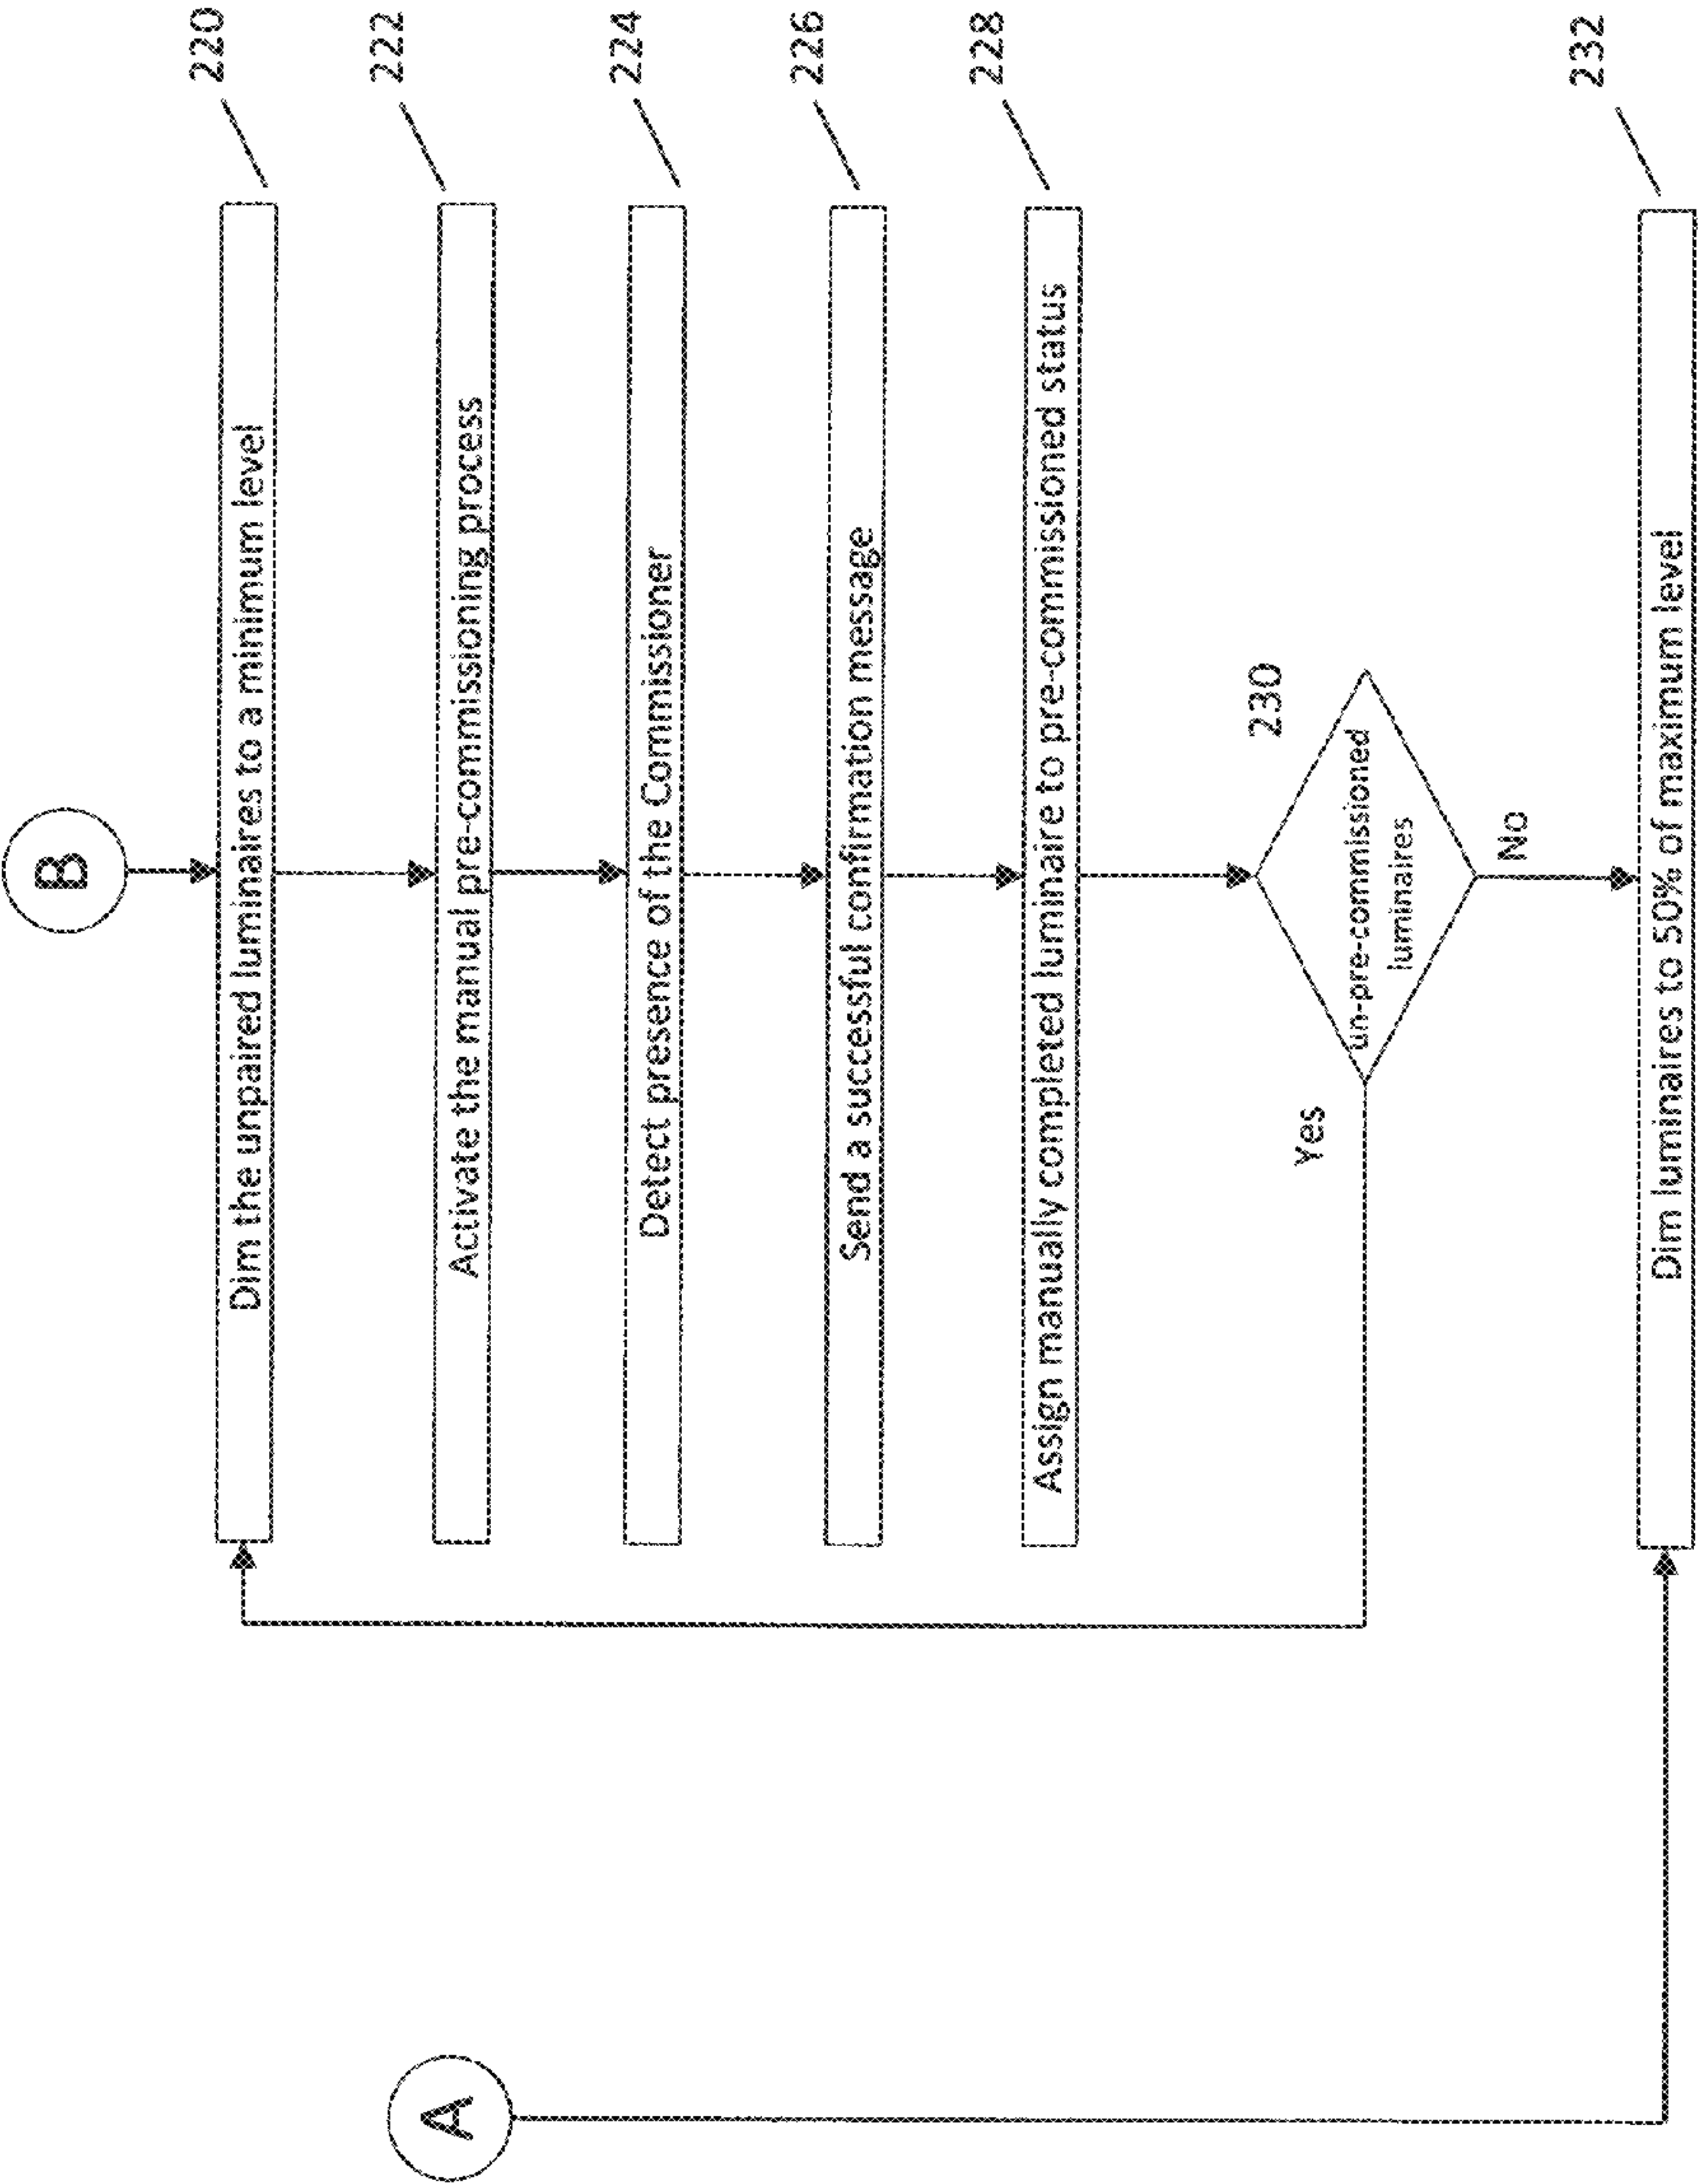 B
220
Dim the unpaired luminaires to a minimum level
222
Activate the manual pre-commissioning process
224
Detect presence of the Commissioner
226
Send a successful confirmation message
228
Assign manually completed luminaire to pre-commissioned status
230
un-pre-commissioned
luminaires
Yes
No
A
232
Dim luminaires to 50% of maximum level